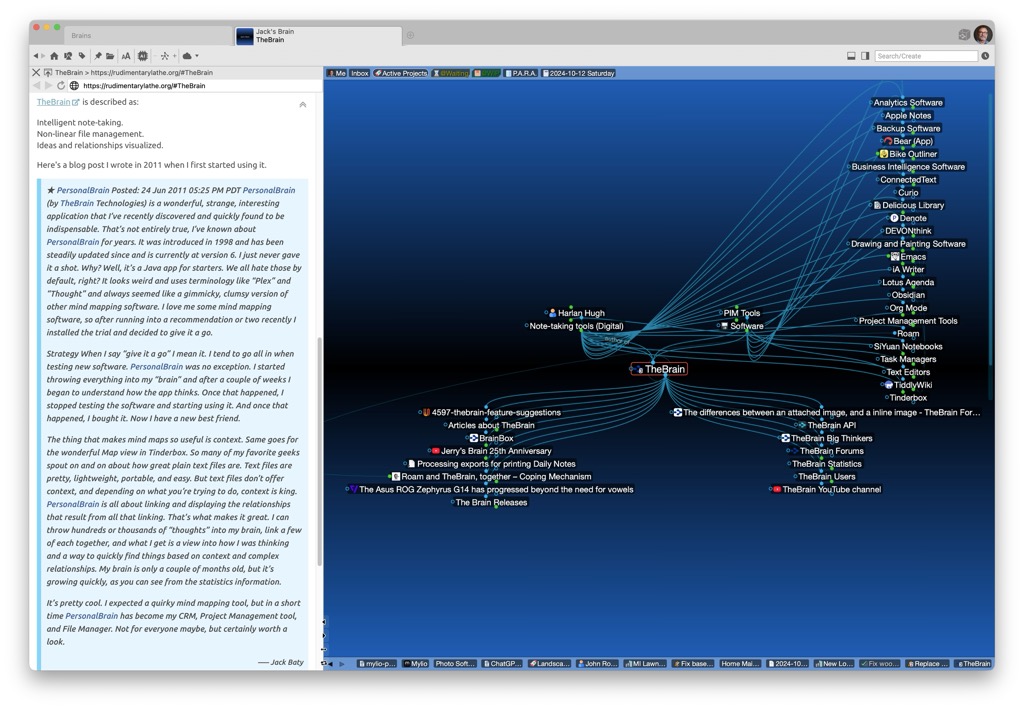 Brains
Jack's Brain
TheBrain
AA
Search/Create
TheBrain > https://rudimentarylathe.org/#TheBrain
https://rudimentarylathe.org/#TheBrain
Me
Inbox
Active Projects
Waiting
P.A.R.A.
2024-10-12 Saturday
TheBrain is described as:
Intelligent note-taking.
Non-linear file management.
Ideas and relationships visualized.
Here's a blog post I wrote in 2011 when I first started using it.
★ PersonalBrain Posted: 24 Jun 2011 05:25 PM PDT PersonalBrain
(by TheBrain Technologies) is a wonderful, strange, interesting
application that I've recently discovered and quickly found to be
indispensable. That's not entirely true, I've known about
PersonalBrain for years. It was introduced in 1998 and has been
steadily updated since and is currently at version 6. I just never gave
it a shot. Why? Well, it's a Java app for starters. We all hate those by
default, right? It looks weird and uses terminology like “Plex” and
“Thought” and always seemed like a gimmicky, clumsy version of
other mind mapping software. I love me some mind mapping
software, so after running into a recommendation or two recently I
installed the trial and decided to give it a go.
Strategy When I say “give it a go” I mean it. I tend to go all in when
testing new software. PersonalBrain was no exception. I started
throwing everything into my “brain” and after a couple of weeks I
began to understand how the app thinks. Once that happened, I
stopped testing the software and starting using it. And once that
happened, I bought it. Now I have a new best friend.
The thing that makes mind maps so useful is context. Same goes for
the wonderful Map view in Tinderbox. So many of my favorite geeks
spout on and on about how great plain text files are. Text files are
pretty, lightweight, portable, and easy. But text files don't offer
context, and depending on what you're trying to do, context is king.
PersonalBrain is all about linking and displaying the relationships
that result from all that linking. That's what makes it great. I can
throw hundreds or thousands of “thoughts” into my brain, link a few
of each together, and what I get is a view into how I was thinking
and a way to quickly find things based on context and complex
relationships. My brain is only a couple of months old, but it's
growing quickly, as you can see from the statistics information.
It's pretty cool. I expected a quirky mind mapping tool, but in a short
time PersonalBrain has become my CRM, Project Management tool,
and File Manager. Not for everyone maybe, but certainly worth a
look.
— Jack Baty
Harlan Hugh
Note-taking tools (Digital)
author of
PIM Tools
Software
TheBrain
Analytics Software
Apple Notes
Backup Software
Bear (App)
Bike Outliner
Business Intelligence Software
ConnectedText
Curio
Delicious Library
Denote
DEVONthink
Drawing and Painting Software
Emacs
iA Writer
Lotus Agenda
Obsidian
Org Mode
Project Management Tools
Roam
SiYuan Notebooks
Task Managers
Text Editors
TiddlyWiki
Tinderbox
4597-thebrain-feature-suggestions
Articles about TheBrain
BrainBox
Jerry's Brain 25th Anniversary
Processing exports for printing Daily Notes
Roam and TheBrain, together – Coping Mechanism
The Asus ROG Zephyrus G14 has progressed beyond the need for vowels
The Brain Releases
The differences between an attached image, and a inline image - TheBrain For...
TheBrain API
TheBrain Big Thinkers
TheBrain Forums
TheBrain Statistics
TheBrain Users
TheBrain YouTube channel
mylio-p...
Mylio
Photo Soft...
ChatGP...
Landsca...
John Ro...
MI Lawn...
Fix base...
Home Mai...
2024-10...
New Lo...
Fix woo...
Replace ...
TheBrain